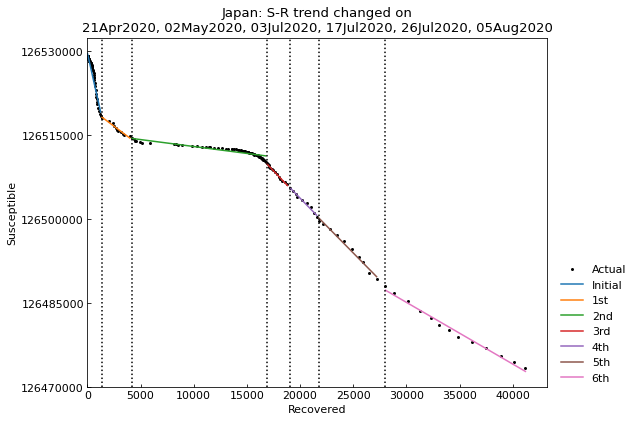 Japan: S-R trend changed on
21Apr2020, 02May2020, 03Jul2020, 17Jul2020, 26Jul2020, 05Aug2020
126530000
126515000
126500000
126485000
126470000
Susceptible
0
5000
10000
15000
20000
25000
30000
35000
40000
Recovered
Actual
Initial
1st
2nd
3rd
4th
5th
6th